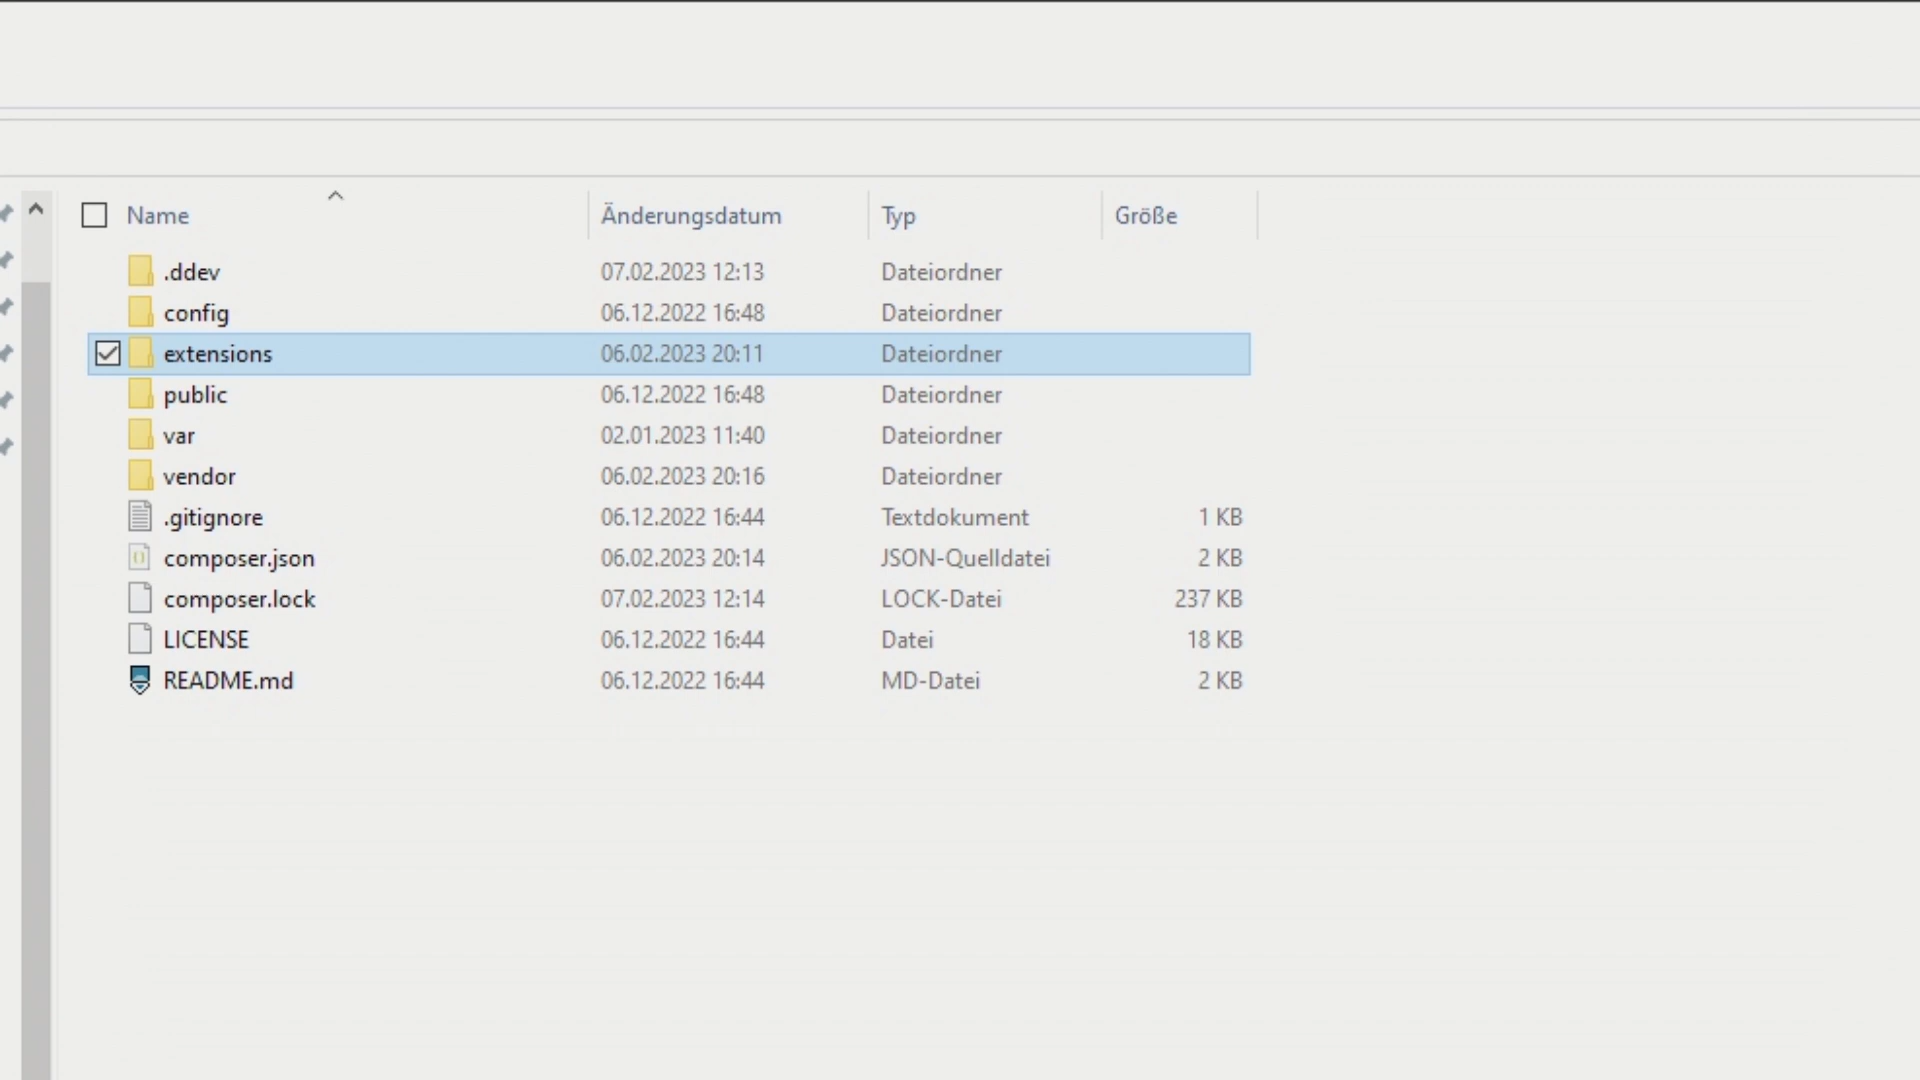 Name Änderungsdatum Typ Größe
.ddev 07.02.2023 12:13 Dateiordner
config 06.12.2022 16:48 Dateiordner
extensions 06.02.2023 20:11 Dateiordner
public 06.12.2022 16:48 Dateiordner
var 02.01.2023 11:40 Dateiordner
vendor 06.02.2023 20:16 Dateiordner
.gitignore 06.12.2022 16:44 Textdokument 1 KB
composer.json 06.02.2023 20:14 JSON-Quelldatei 2 KB
composer.lock 07.02.2023 12:14 LOCK-Datei 237 KB
LICENSE 06.12.2022 16:44 Datei 18 KB
README.md 06.12.2022 16:44 MD-Datei 2 KB